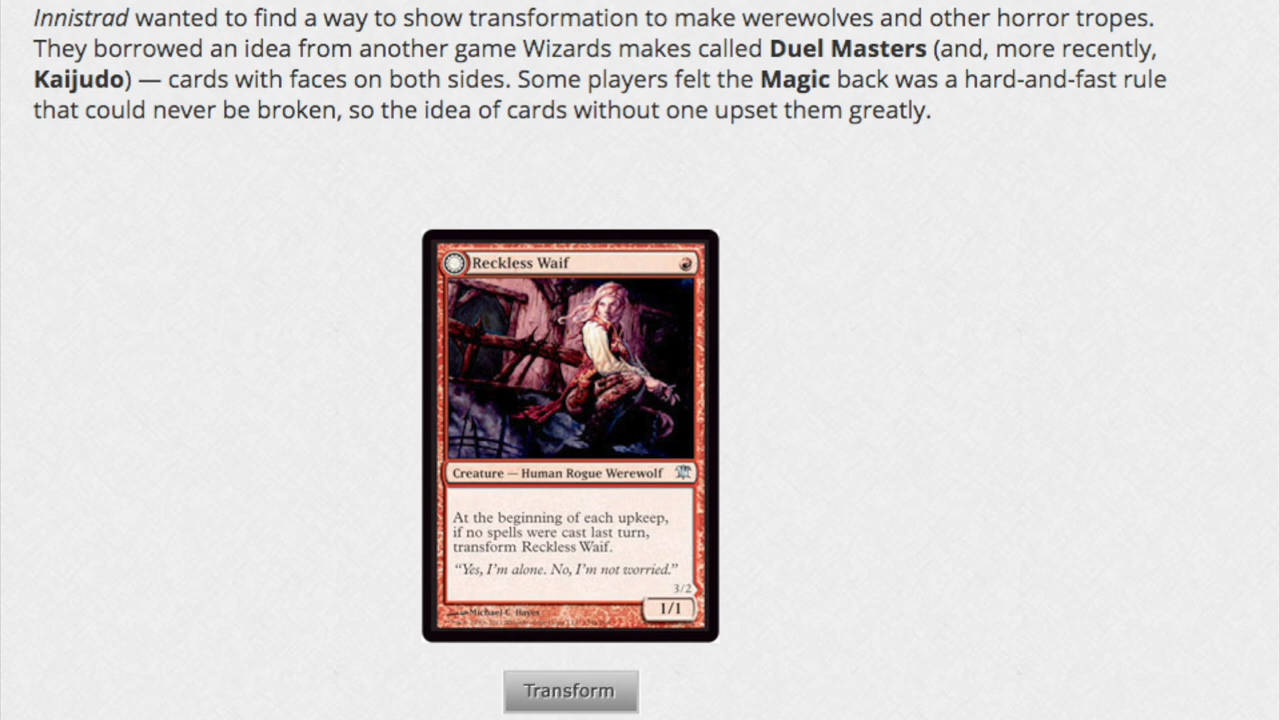 Innistrad wanted to find a way to show transformation to make werewolves and other horror tropes.
They borrowed an idea from another game Wizards makes called Duel Masters (and, more recently,
Kaijudo) — cards with faces on both sides. Some players felt the Magic back was a hard-and-fast rule
that could never be broken, so the idea of cards without one upset them greatly.
Reckless Waif
Creature — Human Rogue Werewolf
At the beginning of each upkeep,
if no spells were cast last turn,
transform Reckless Waif.
“Yes, I’m alone. No, I’m not worried.”
3/2
1/1
Michael C. Hayes
Transform